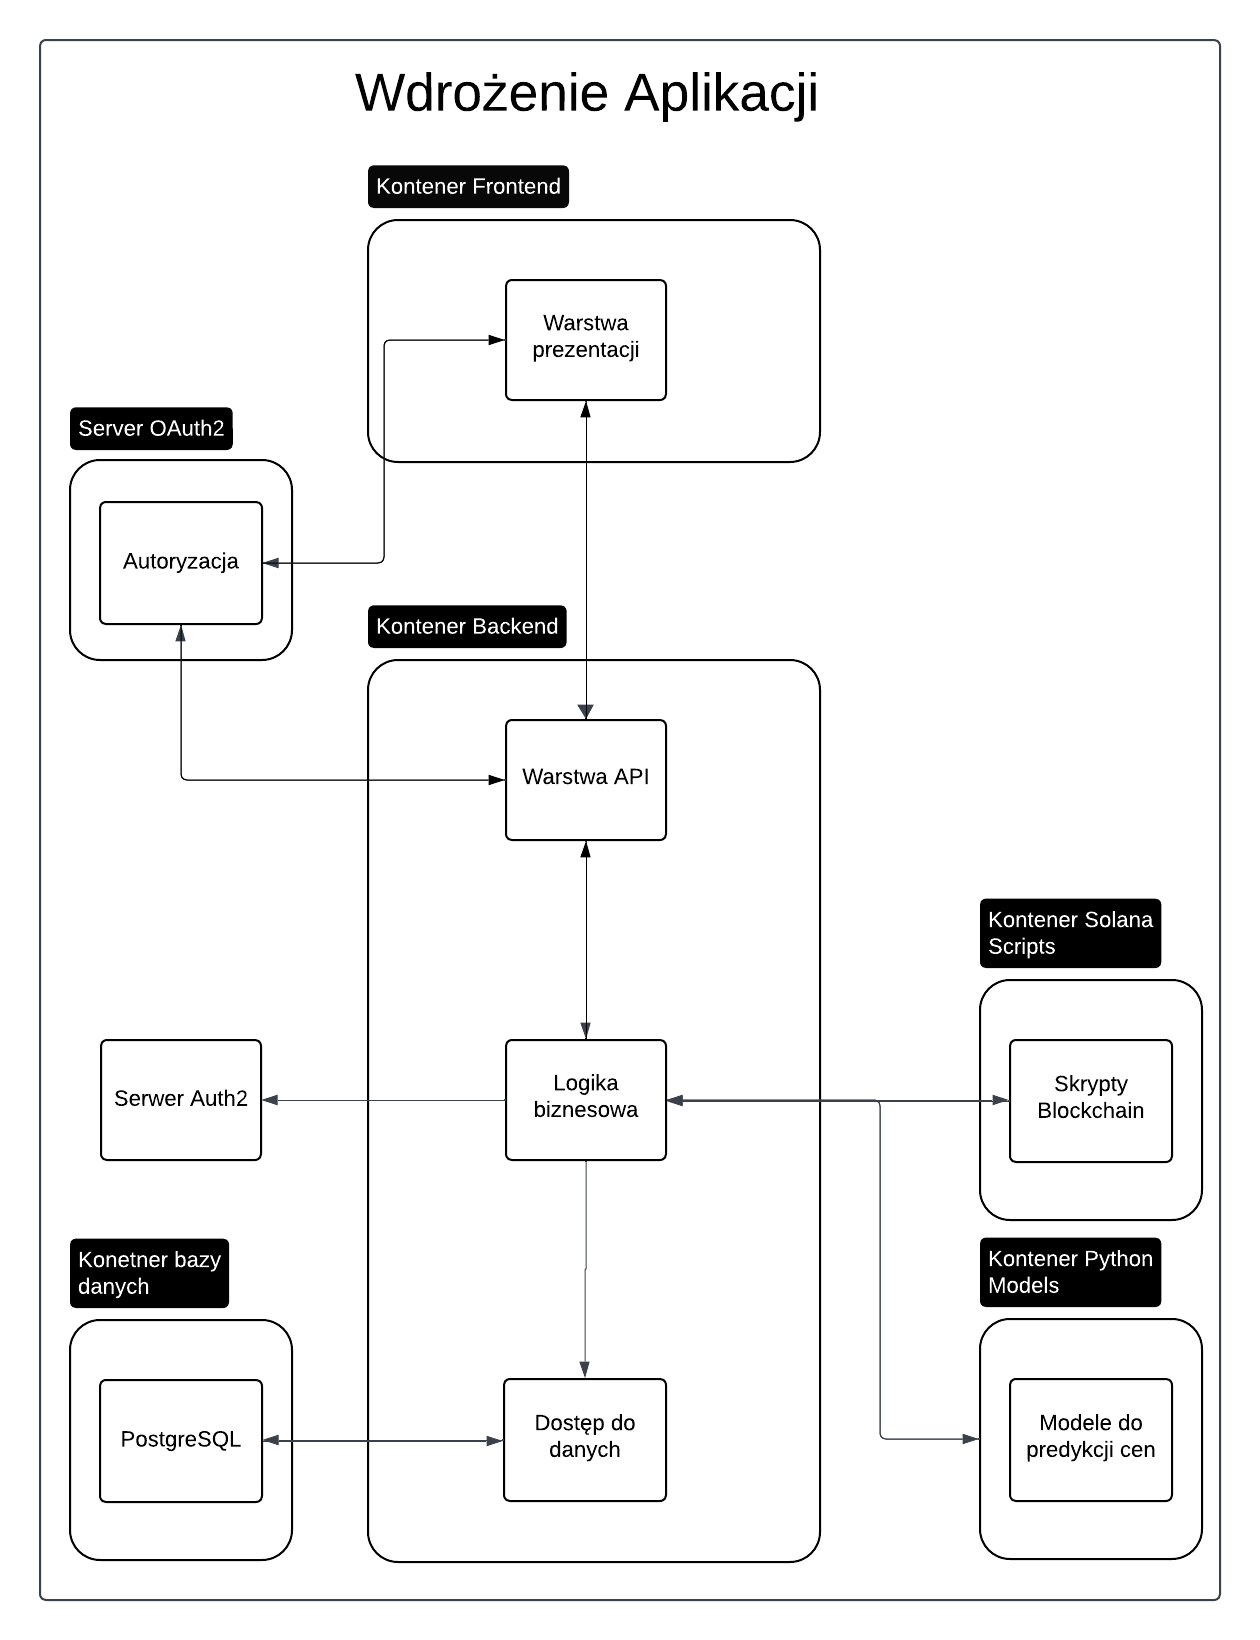 Wdrożenie Aplikacji
Kontener Frontend
Warstwa
prezentacji
Server OAuth2
Autoryzacja
Kontener Backend
Warstwa API
Kontener Solana
Scripts
Serwer Auth2
Logika
biznesowa
Skrypty
Blockchain
Konetner bazy
danych
Kontener Python
Models
PostgreSQL
Dostęp do
danych
Modele do
predykcji cen